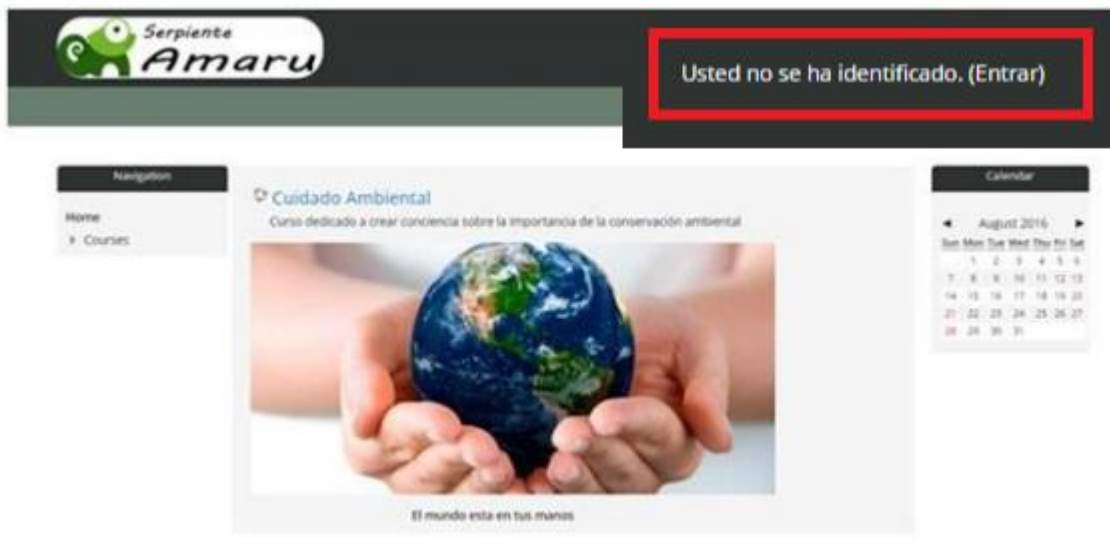 Serpiente
Amaru
Usted no se ha identificado. (Entrar)
Navigation
Home
Courses
Cuidado Ambiental
Curso dedicado a crear conciencia sobre la importancia de la conservación ambiental
El mundo esta en tus manos
Calendar
◄ August 2016 ►
Sun Mon Tue Wed Thu Fri Sat
1 2 3 4 5 6
7 8 9 10 11 12 13
14 15 16 17 18 19 20
21 22 23 24 25 26 27
28 29 30 31